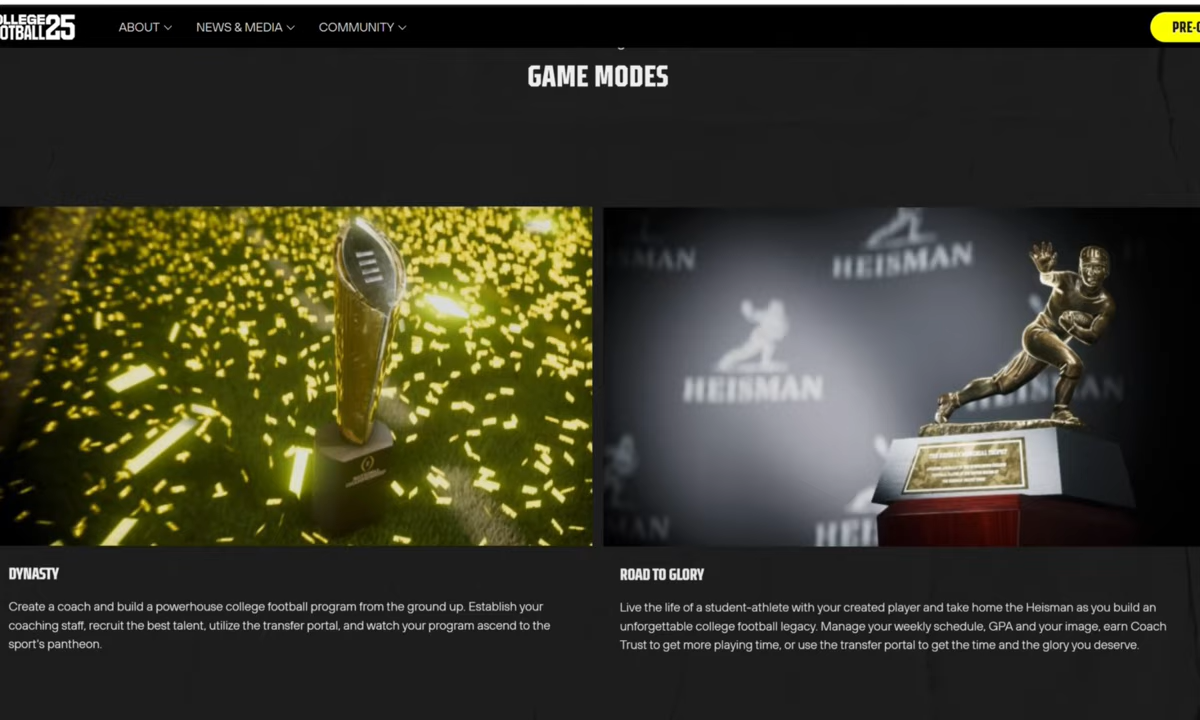 OLLEGE
OTBALL 25
ABOUT
NEWS & MEDIA
COMMUNITY
PRE-
GAME MODES
HEISMAN
HEISMAN
HEISMAN
DYNASTY
Create a coach and build a powerhouse college football program from the ground up. Establish your
coaching staff, recruit the best talent, utilize the transfer portal, and watch your program ascend to the
sport's pantheon.
ROAD TO GLORY
Live the life of a student-athlete with your created player and take home the Heisman as you build an
unforgettable college football legacy. Manage your weekly schedule, GPA and your image, earn Coach
Trust to get more playing time, or use the transfer portal to get the time and the glory you deserve.